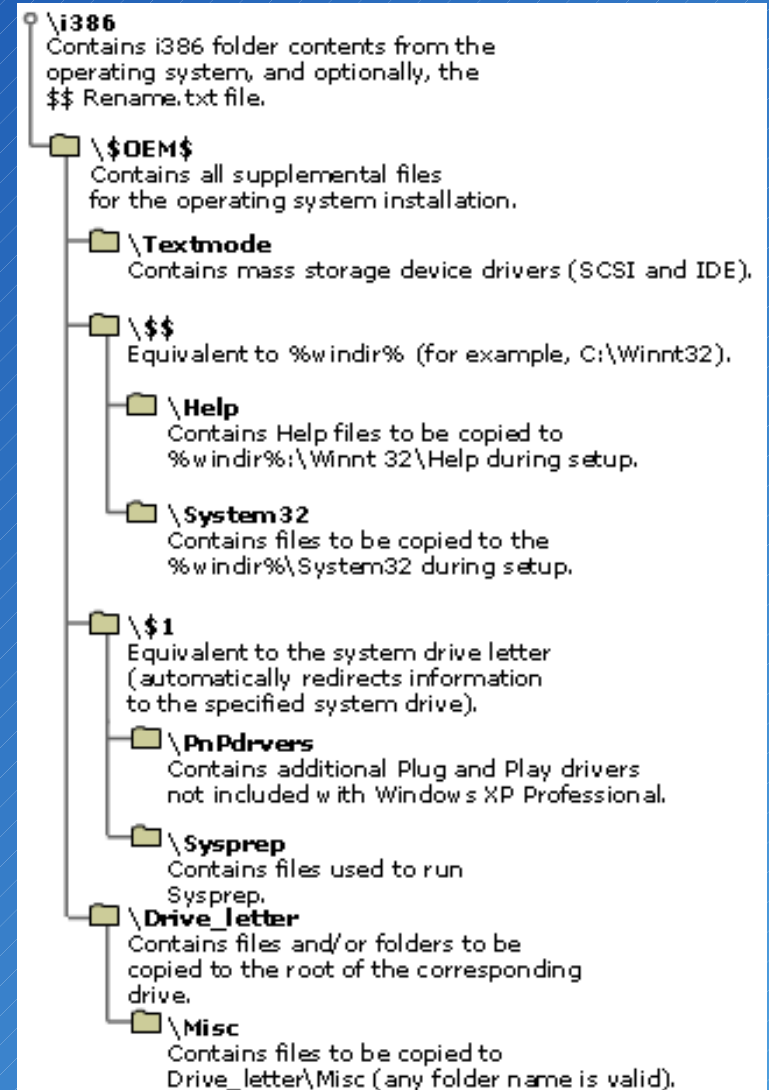 \i386
Contains i386 folder contents from the
operating system, and optionally, the
$$ Rename.txt file.
\$OEM$
Contains all supplemental files
for the operating system installation.
\Textmode
Contains mass storage device drivers (SCSI and IDE).
\$$
Equivalent to %windir% (for example, C:\Winnt32).
\Help
Contains Help files to be copied to
%windir%:\Winnt 32\Help during setup.
\System32
Contains files to be copied to the
%windir%\System32 during setup.
\$1
Equivalent to the system drive letter
(automatically redirects information
to the specified system drive).
\PnPdrvers
Contains additional Plug and Play drivers
not included with Windows XP Professional.
\Sysprep
Contains files used to run
Sysprep.
\Drive_letter
Contains files and/or folders to be
copied to the root of the corresponding
drive.
\Misc
Contains files to be copied to
Drive_letter\Misc (any folder name is valid).